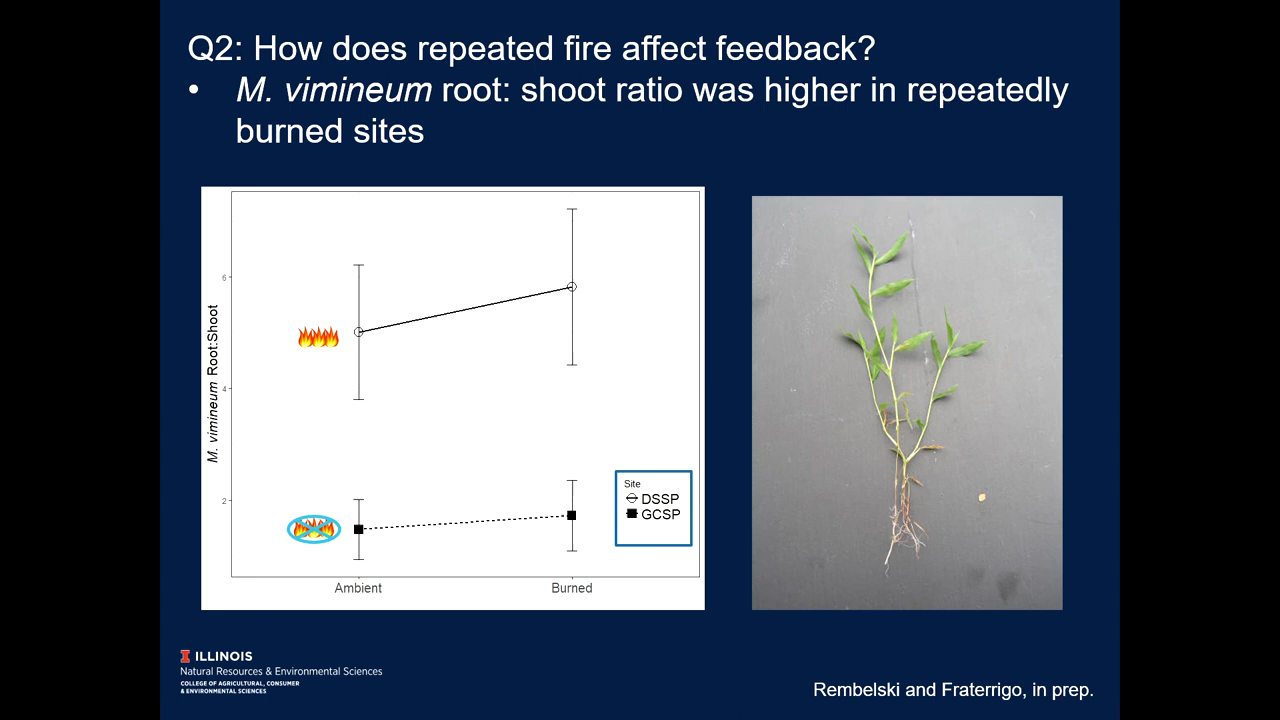 Q2: How does repeated fire affect feedback?
• M. vimineum root: shoot ratio was higher in repeatedly
burned sites
M. vimineum Root:Shoot
6
4
2
Site
DSSP
GCSP
Ambient
Burned
I ILLINOIS
Natural Resources & Environmental Sciences
COLLEGE OF AGRICULTURAL, CONSUMER
& ENVIRONMENTAL SCIENCES
Rembelski and Fraterrigo, in prep.